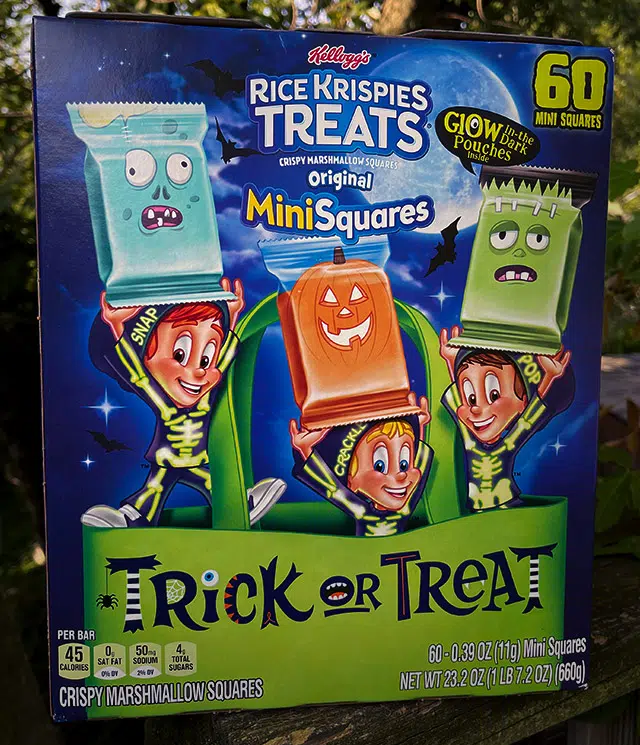 Kellogg's
RICE KRISPIES
TREATS®
CRISPY MARSHMALLOW SQUARES
Original
MiniSquares
60
MINI SQUARES
GLOW in-the
Dark
Pouches
Inside
SNAP
CRACKLE
POP
TRICK OR TREAT
PER BAR
45
CALORIES
0g
SAT FAT
0% DV
50mg
SODIUM
2% DV
4g
TOTAL
SUGARS
CRISPY MARSHMALLOW SQUARES
60 - 0.39 OZ (11g) Mini Squares
NET WT 23.2 OZ (1 LB 7.2 OZ) (660g)